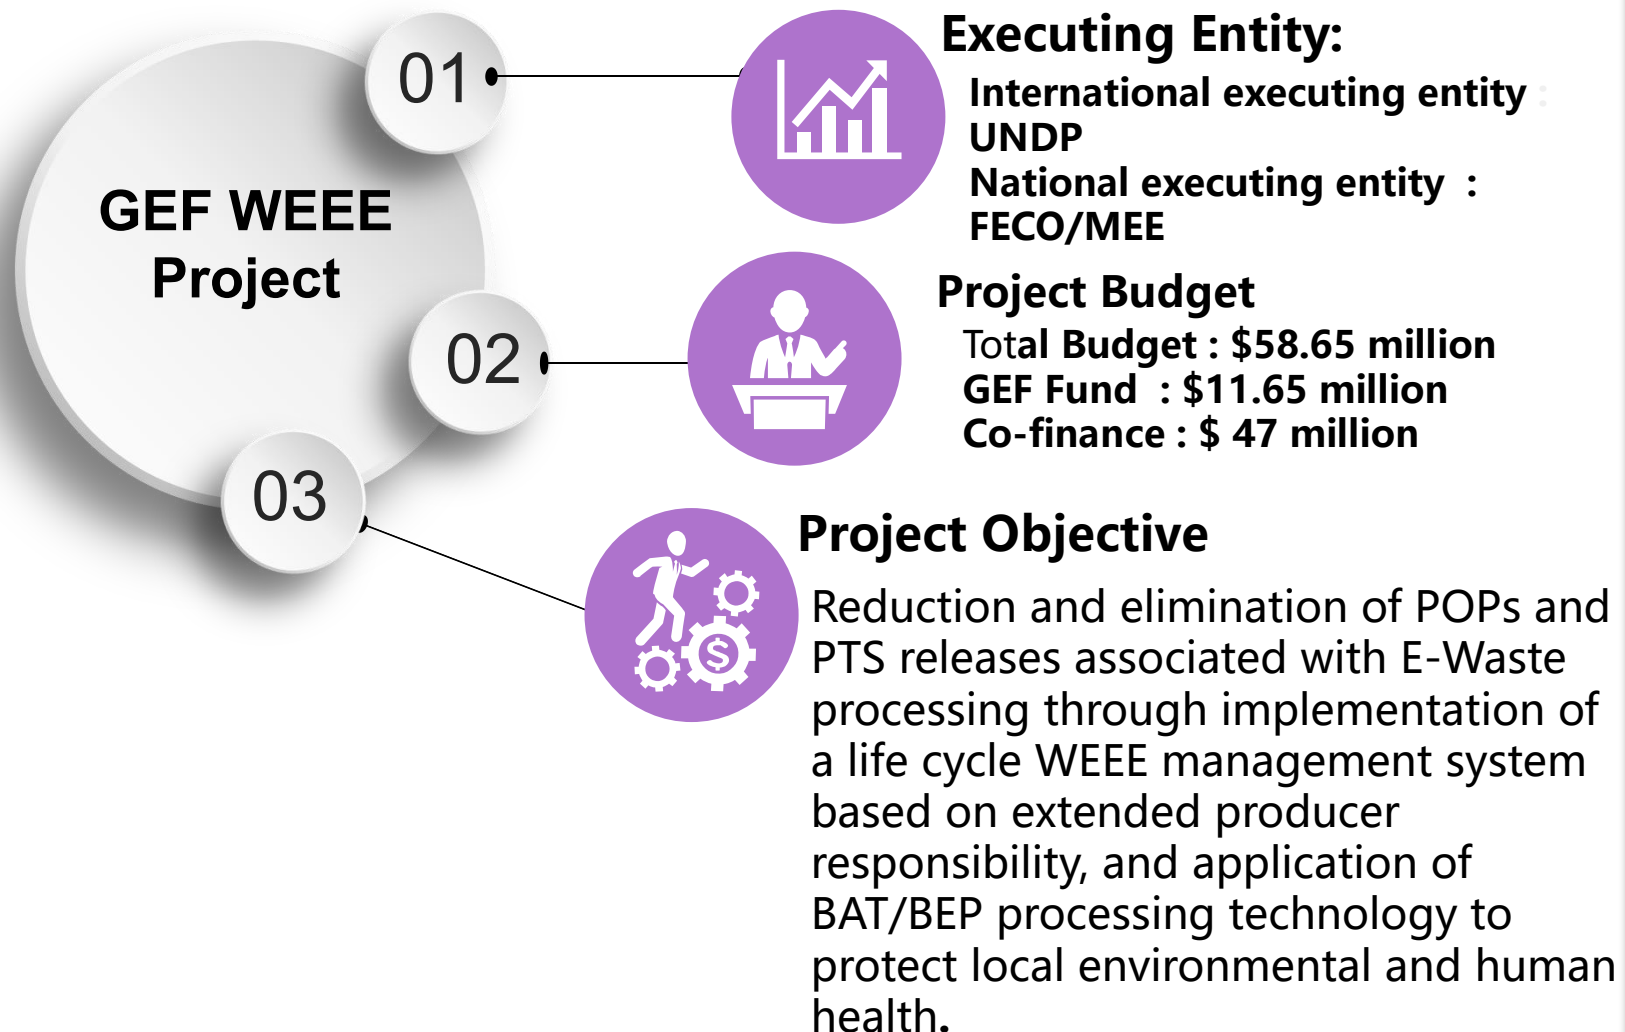 GEF WEEE
Project
01
Executing Entity:
International executing entity :
UNDP
National executing entity  :
FECO/MEE
02
Project Budget
Total Budget : $58.65 million
GEF Fund  : $11.65 million
Co-finance : $ 47 million
03
Project Objective
$
Reduction and elimination of POPs and
PTS releases associated with E-Waste
processing through implementation of
a life cycle WEEE management system
based on extended producer
responsibility, and application of
BAT/BEP processing technology to
protect local environmental and human
health.